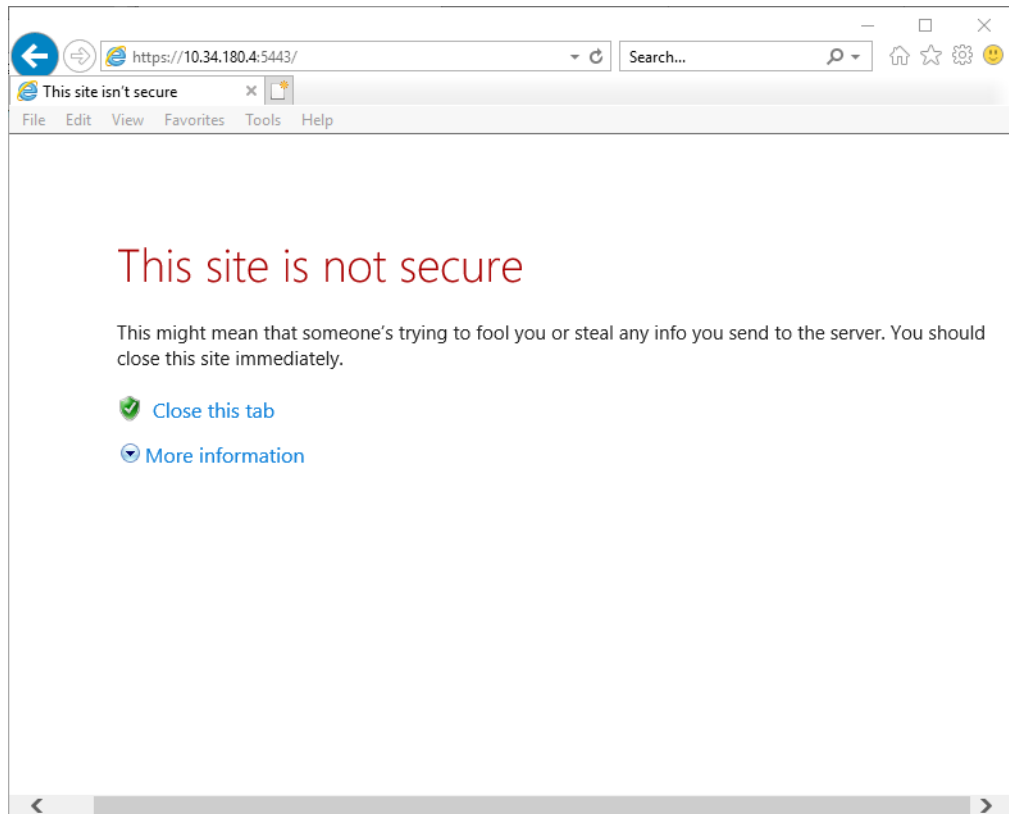 https://10.34.180.4:5443/
Search...
This site isn't secure
File Edit View Favorites Tools Help
This site is not secure
This might mean that someone's trying to fool you or steal any info you send to the server. You should
close this site immediately.
Close this tab
More information